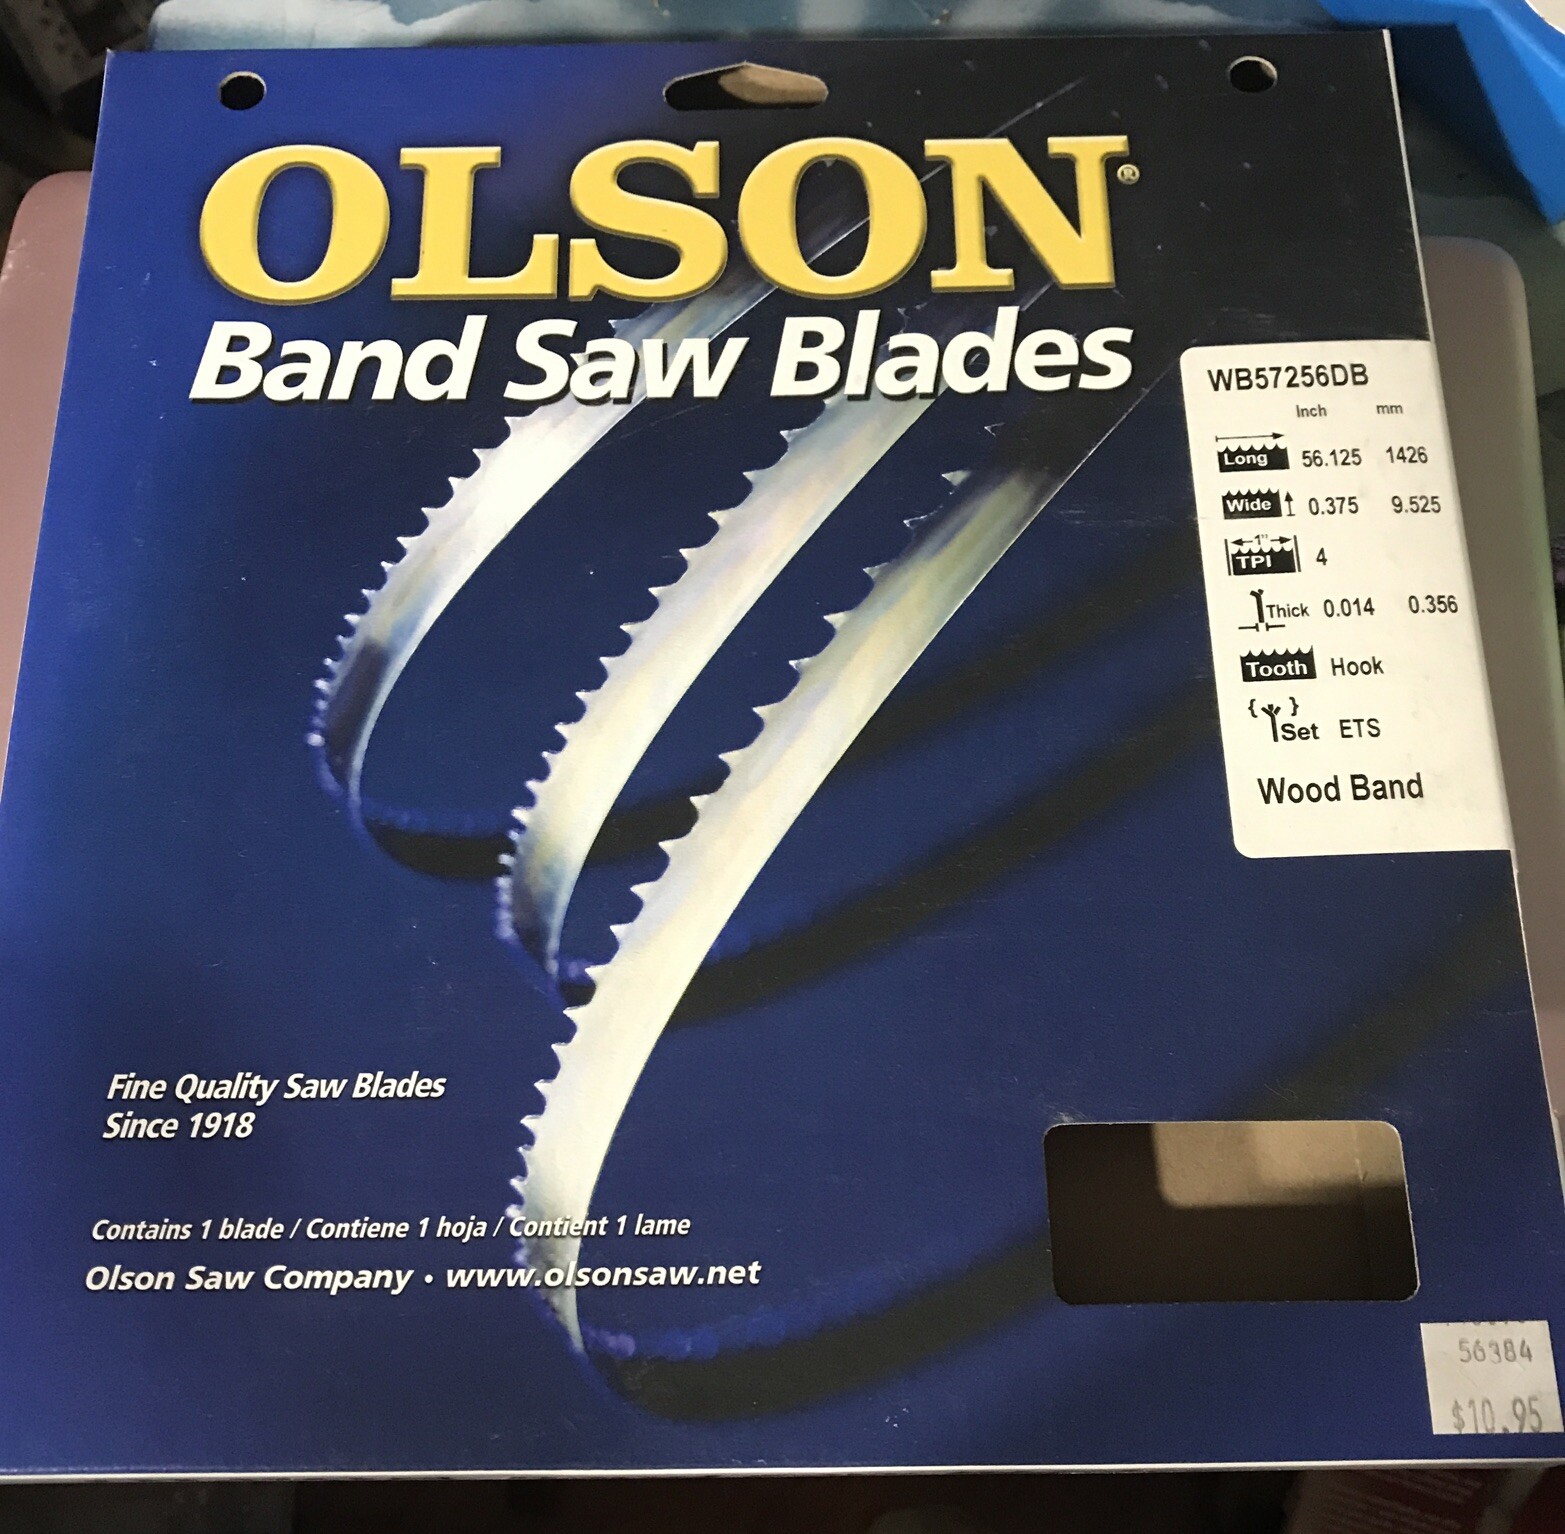 OLSON®
Band Saw Blades
WB57256DB
Inch mm
Long 56.125 1426
Wide 0.375 9.525
1"
TPI 4
Thick 0.014 0.356
Tooth Hook
{ } Set ETS
Wood Band
Fine Quality Saw Blades
Since 1918
Contains 1 blade / Contiene 1 hoja / Contient 1 lame
Olson Saw Company • www.olsonsaw.net
56384
$10.95